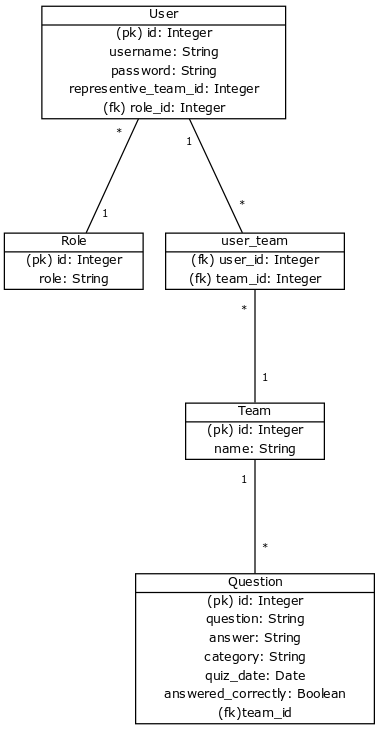 User
(pk) id: Integer
username: String
password: String
representive_team_id: Integer
(fk) role_id: Integer
*
1
1
*
Role
(pk) id: Integer
role: String
user_team
(fk) user_id: Integer
(fk) team_id: Integer
*
1
Team
(pk) id: Integer
name: String
1
*
Question
(pk) id: Integer
question: String
answer: String
category: String
quiz_date: Date
answered_correctly: Boolean
(fk)team_id